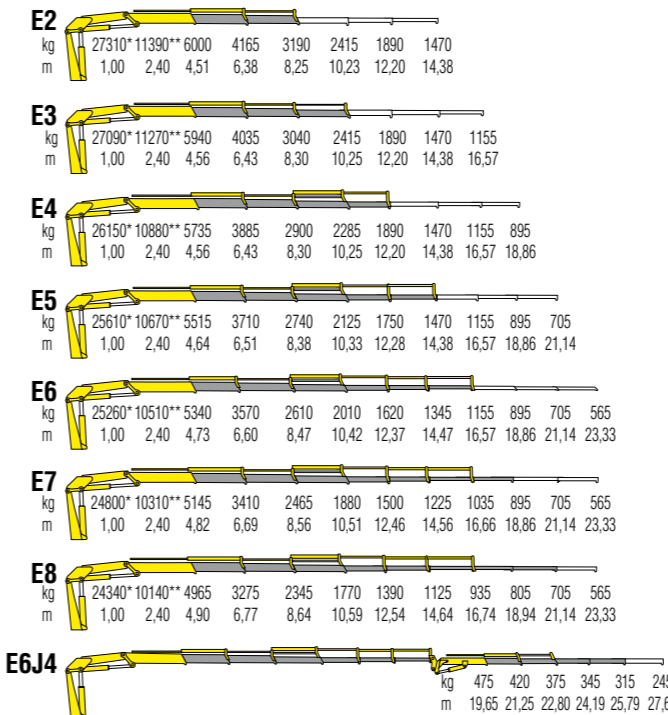 E2
kg 27310* 11390** 6000 4165 3190 2415 1890 1470
m 1,00 2,40 4,51 6,38 8,25 10,23 12,20 14,38
E3
kg 27090* 11270** 5940 4035 3040 2415 1890 1470 1155
m 1,00 2,40 4,56 6,43 8,30 10,25 12,20 14,38 16,57
E4
kg 26150* 10880** 5735 3885 2900 2285 1890 1470 1155 895
m 1,00 2,40 4,56 6,43 8,30 10,25 12,20 14,38 16,57 18,86
E5
kg 25610* 10670** 5515 3710 2740 2125 1750 1470 1155 895 705
m 1,00 2,40 4,64 6,51 8,38 10,33 12,28 14,38 16,57 18,86 21,14
E6
kg 25260* 10510** 5340 3570 2610 2010 1620 1345 1155 895 705 565
m 1,00 2,40 4,73 6,60 8,47 10,42 12,37 14,47 16,57 18,86 21,14 23,33
E7
kg 24800* 10310** 5145 3410 2465 1880 1500 1225 1035 895 705 565
m 1,00 2,40 4,82 6,69 8,56 10,51 12,46 14,56 16,66 18,86 21,14 23,33
E8
kg 24340* 10140** 4965 3275 2345 1770 1390 1125 935 805 705 565
m 1,00 2,40 4,90 6,77 8,64 10,59 12,54 14,64 16,74 18,94 21,14 23,33
E6J4
kg 475 420 375 345 315 245
m 19,65 21,25 22,80 24,19 25,79